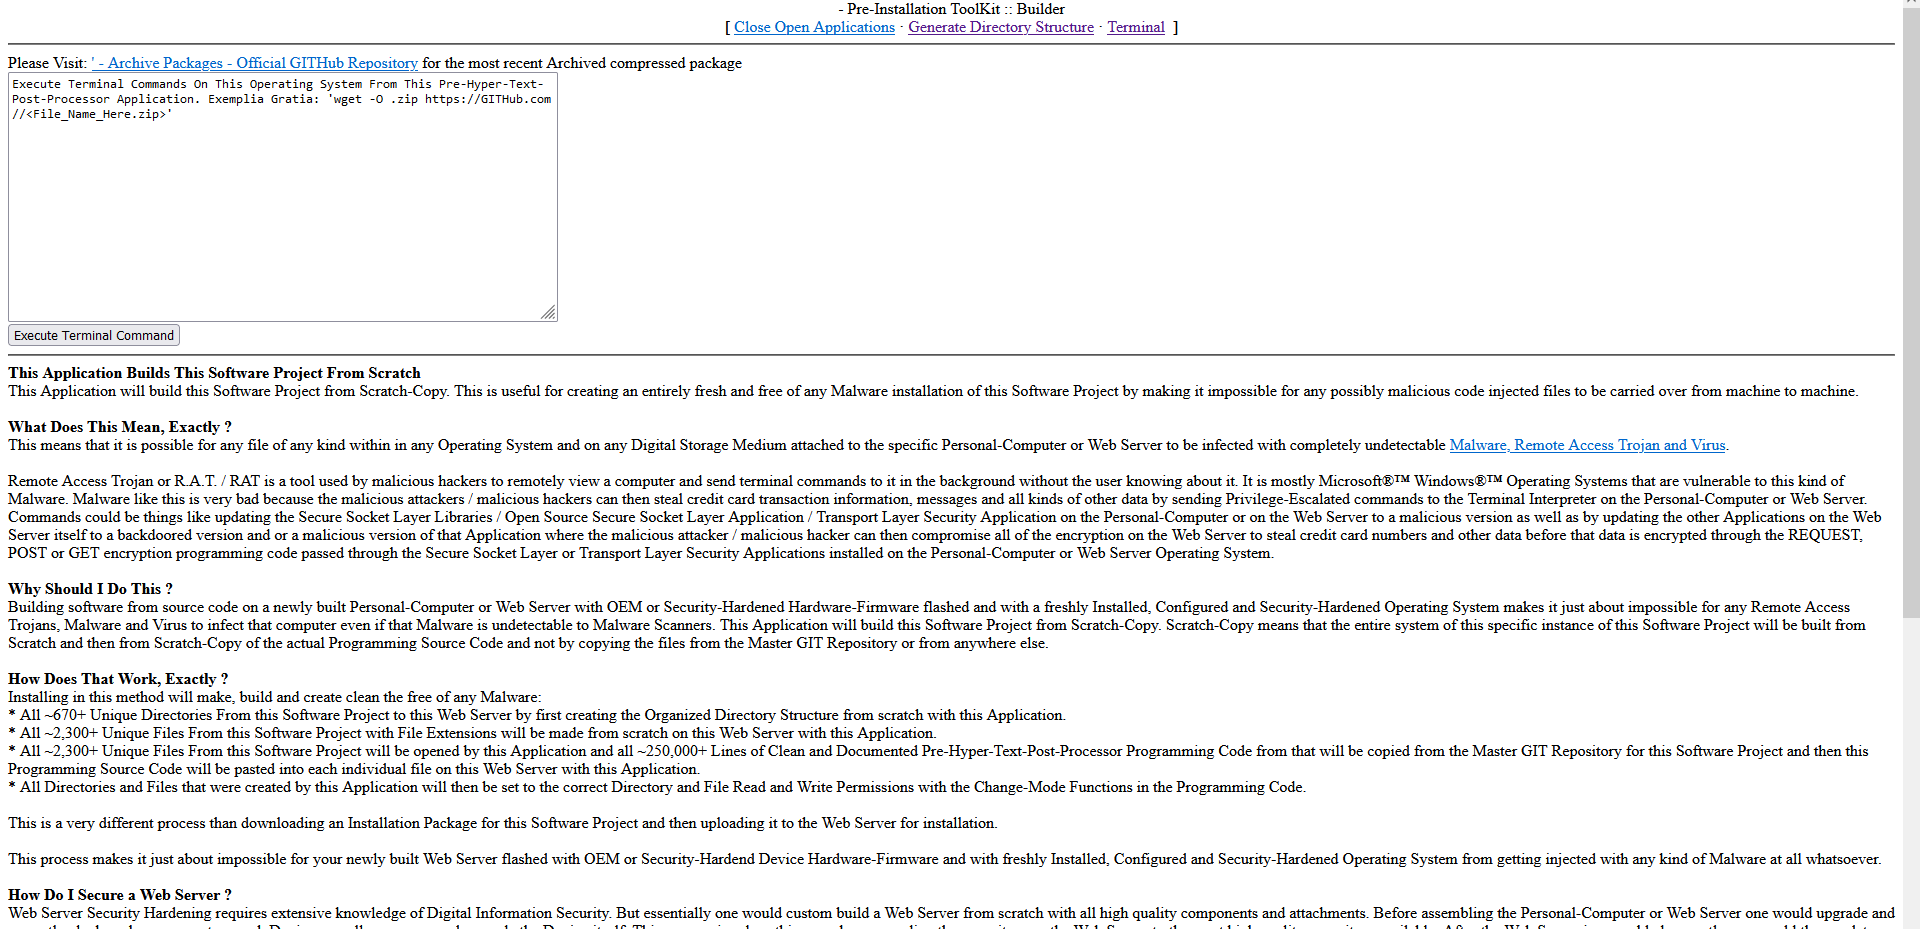 - Pre-Installation ToolKit :: Builder
[ Close Open Applications · Generate Directory Structure · Terminal ]
Please Visit: ' - Archive Packages - Official GITHub Repository for the most recent Archived compressed package
Execute Terminal Commands On This Operating System From This Pre-Hyper-Text-
Post-Processor Application. Exemplia Gratia: 'wget -O .zip https://GITHub.com
//<File_Name_Here.zip>'
Execute Terminal Command
This Application Builds This Software Project From Scratch
This Application will build this Software Project from Scratch-Copy. This is useful for creating an entirely fresh and free of any Malware installation of this Software Project by making it impossible for any possibly malicious code injected files to be carried over from machine to machine.
What Does This Mean, Exactly ?
This means that it is possible for any file of any kind within in any Operating System and on any Digital Storage Medium attached to the specific Personal-Computer or Web Server to be infected with completely undetectable Malware, Remote Access Trojan and Virus.
Remote Access Trojan or R.A.T. / RAT is a tool used by malicious hackers to remotely view a computer and send terminal commands to it in the background without the user knowing about it. It is mostly Microsoft®™ Windows®™ Operating Systems that are vulnerable to this kind of
Malware. Malware like this is very bad because the malicious attackers / malicious hackers can then steal credit card transaction information, messages and all kinds of other data by sending Privilege-Escalated commands to the Terminal Interpreter on the Personal-Computer or Web Server.
Commands could be things like updating the Secure Socket Layer Libraries / Open Source Secure Socket Layer Application / Transport Layer Security Application on the Personal-Computer or on the Web Server to a malicious version as well as by updating the other Applications on the Web
Server itself to a backdoored version and or a malicious version of that Application where the malicious attacker / malicious hacker can then compromise all of the encryption on the Web Server to steal credit card numbers and other data before that data is encrypted through the REQUEST,
POST or GET encryption programming code passed through the Secure Socket Layer or Transport Layer Security Applications installed on the Personal-Computer or Web Server Operating System.
Why Should I Do This ?
Building software from source code on a newly built Personal-Computer or Web Server with OEM or Security-Hardened Hardware-Firmware flashed and with a freshly Installed, Configured and Security-Hardened Operating System makes it just about impossible for any Remote Access
Trojans, Malware and Virus to infect that computer even if that Malware is undetectable to Malware Scanners. This Application will build this Software Project from Scratch-Copy. Scratch-Copy means that the entire system of this specific instance of this Software Project will be built from
Scratch and then from Scratch-Copy of the actual Programming Source Code and not by copying the files from the Master GIT Repository or from anywhere else.
How Does That Work, Exactly ?
Installing in this method will make, build and create clean the free of any Malware:
* All ~670+ Unique Directories From this Software Project to this Web Server by first creating the Organized Directory Structure from scratch with this Application.
* All ~2,300+ Unique Files From this Software Project with File Extensions will be made from scratch on this Web Server with this Application.
* All ~2,300+ Unique Files From this Software Project will be opened by this Application and all ~250,000+ Lines of Clean and Documented Pre-Hyper-Text-Post-Processor Programming Code from that will be copied from the Master GIT Repository for this Software Project and then this
Programming Source Code will be pasted into each individual file on this Web Server with this Application.
* All Directories and Files that were created by this Application will then be set to the correct Directory and File Read and Write Permissions with the Change-Mode Functions in the Programming Code.
This is a very different process than downloading an Installation Package for this Software Project and then uploading it to the Web Server for installation.
This process makes it just about impossible for your newly built Web Server flashed with OEM or Security-Hardend Device Hardware-Firmware and with freshly Installed, Configured and Security-Hardened Operating System from getting injected with any kind of Malware at all whatsoever.
How Do I Secure a Web Server ?
Web Server Security Hardening requires extensive knowledge of Digital Information Security. But essentially one would custom build a Web Server from scratch with all high quality components and attachments. Before assembling the Personal-Computer or Web Server one would upgrade and